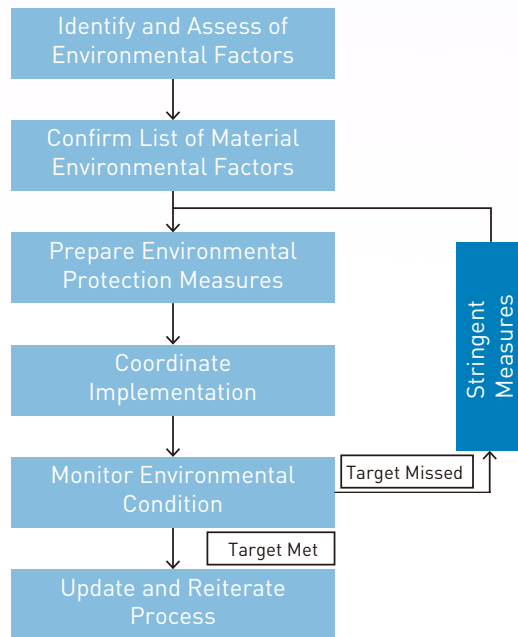 Identify and Assess of
Environmental Factors
Confirm List of Material
Environmental Factors
Prepare Environmental
Protection Measures
Coordinate
Implementation
Monitor Environmental
Condition
Target Missed
Stringent
Measures
Target Met
Update and Reiterate
Process